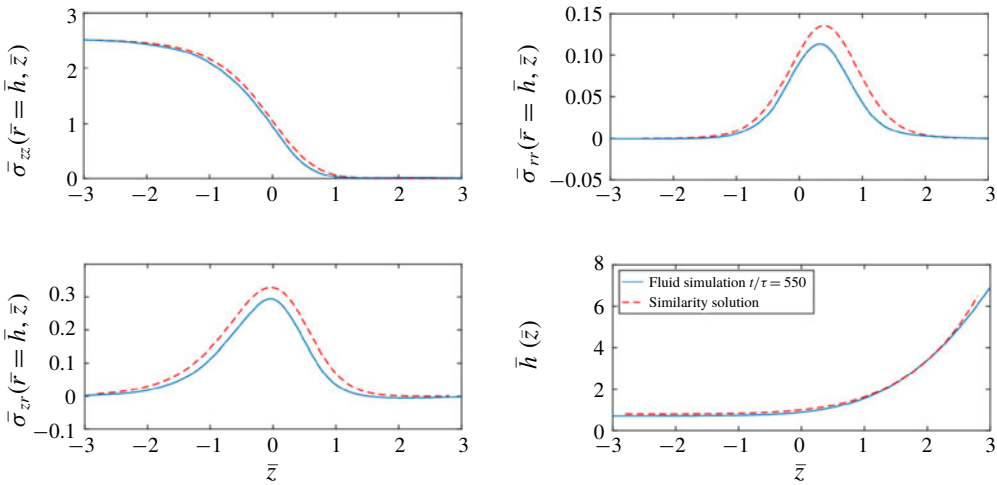 3
2
1
0
−3 −2 −1 0 1 2 3
σ̄zz(r̄ = h̄, z̄)
0.15
0.10
0.05
0
−0.05
−3 −2 −1 0 1 2 3
σ̄rr(r̄ = h̄, z̄)
0.3
0.2
0.1
0
−0.1
−3 −2 −1 0 1 2 3
σ̄zr(r̄ = h̄, z̄)
z̄
8
6
4
2
0
−3 −2 −1 0 1 2 3
h̄ (z̄)
z̄
Fluid simulation t/τ = 550
Similarity solution